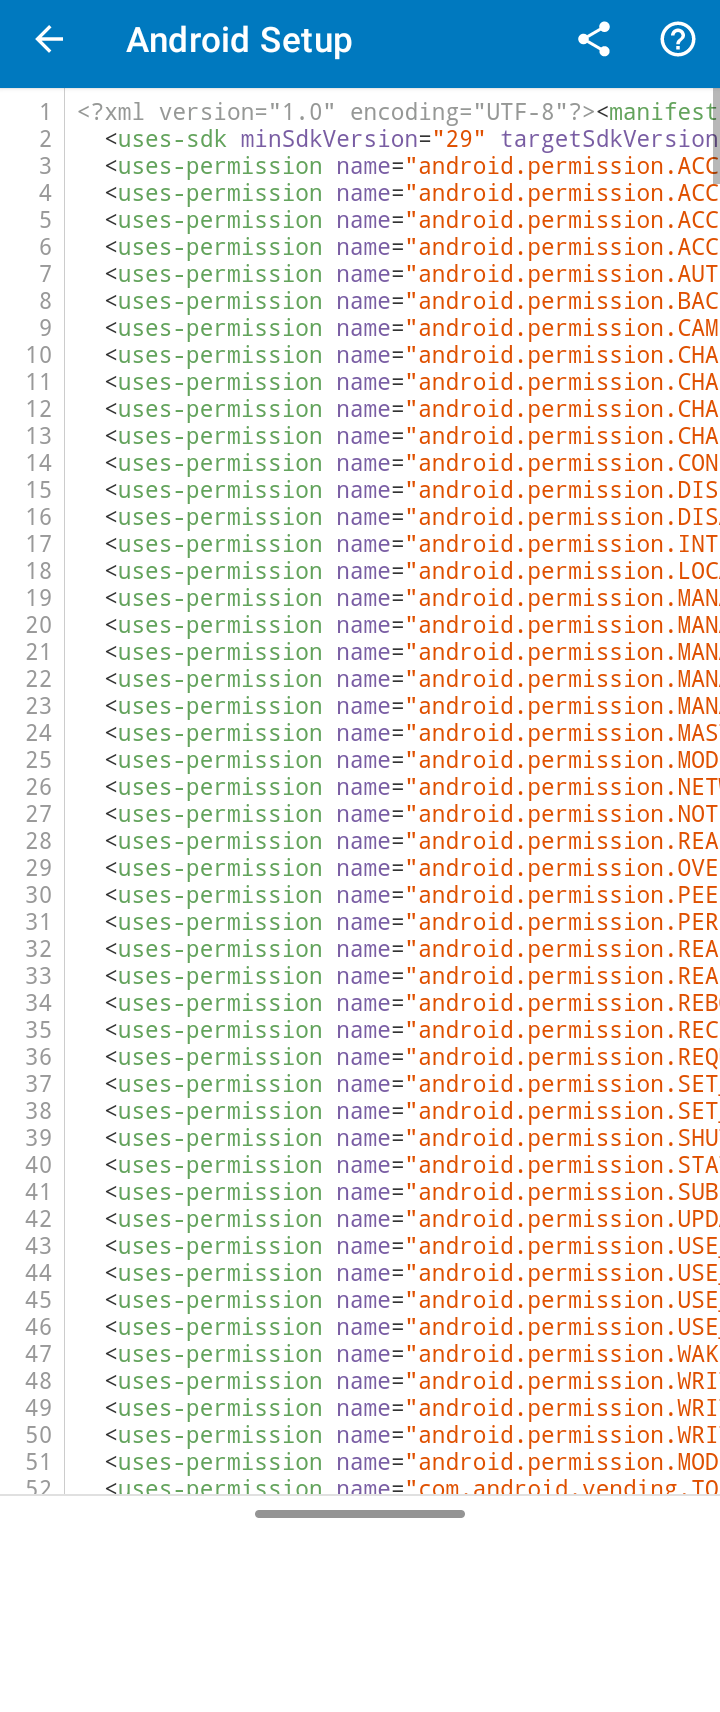 Android Setup
1 <?xml version="1.0" encoding="UTF-8"?><manifest
2 <uses-sdk minSdkVersion="29" targetSdkVersion
3 <uses-permission name="android.permission.ACC
4 <uses-permission name="android.permission.ACC
5 <uses-permission name="android.permission.ACC
6 <uses-permission name="android.permission.ACC
7 <uses-permission name="android.permission.AUT
8 <uses-permission name="android.permission.BAC
9 <uses-permission name="android.permission.CAM
10 <uses-permission name="android.permission.CHA
11 <uses-permission name="android.permission.CHA
12 <uses-permission name="android.permission.CHA
13 <uses-permission name="android.permission.CHA
14 <uses-permission name="android.permission.CON
15 <uses-permission name="android.permission.DIS
16 <uses-permission name="android.permission.DISA
17 <uses-permission name="android.permission.INT
18 <uses-permission name="android.permission.LOCA
19 <uses-permission name="android.permission.MANA
20 <uses-permission name="android.permission.MANA
21 <uses-permission name="android.permission.MANA
22 <uses-permission name="android.permission.MANA
23 <uses-permission name="android.permission.MANA
24 <uses-permission name="android.permission.MAS
25 <uses-permission name="android.permission.MOD
26 <uses-permission name="android.permission.NETW
27 <uses-permission name="android.permission.NOT
28 <uses-permission name="android.permission.REA
29 <uses-permission name="android.permission.OVE
30 <uses-permission name="android.permission.PEE
31 <uses-permission name="android.permission.PER
32 <uses-permission name="android.permission.REA
33 <uses-permission name="android.permission.REA
34 <uses-permission name="android.permission.REBO
35 <uses-permission name="android.permission.REC
36 <uses-permission name="android.permission.REQ
37 <uses-permission name="android.permission.SET_
38 <uses-permission name="android.permission.SET_
39 <uses-permission name="android.permission.SHU
40 <uses-permission name="android.permission.STA
41 <uses-permission name="android.permission.SUB
42 <uses-permission name="android.permission.UPDA
43 <uses-permission name="android.permission.USE_
44 <uses-permission name="android.permission.USE_
45 <uses-permission name="android.permission.USE_
46 <uses-permission name="android.permission.USE_
47 <uses-permission name="android.permission.WAK
48 <uses-permission name="android.permission.WRI
49 <uses-permission name="android.permission.WRI
50 <uses-permission name="android.permission.WRI
51 <uses-permission name="android.permission.MOD
52 <uses-permission name="com.android.vending.TO